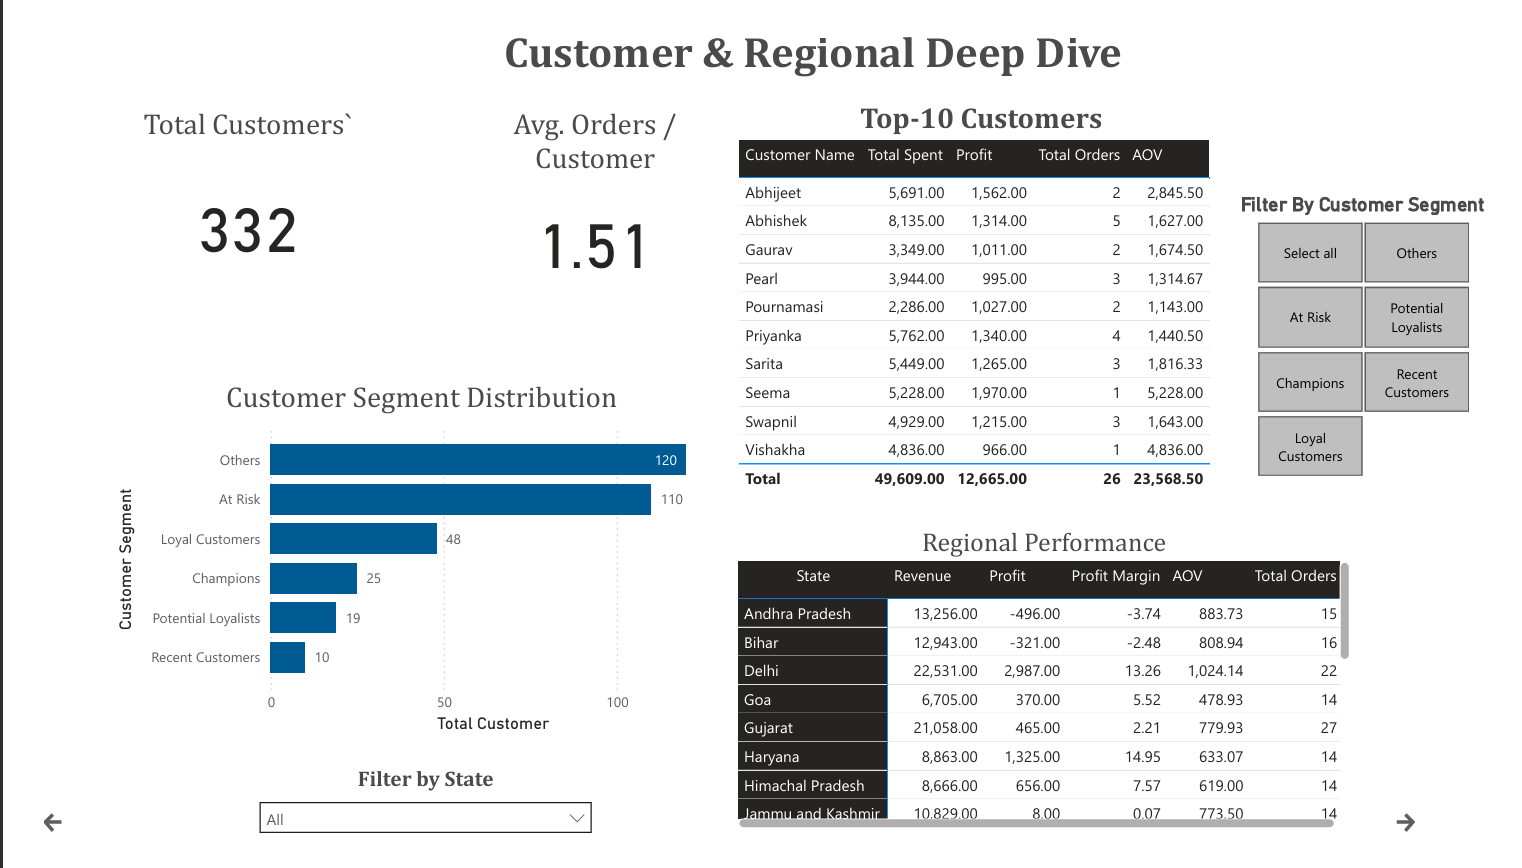 Customer & Regional Deep Dive
Total Customers`
332
Avg. Orders /
Customer
1.51
Top-10 Customers
Customer Name Total Spent Profit Total Orders AOV
Abhijeet 5,691.00 1,562.00 2 2,845.50
Abhishek 8,135.00 1,314.00 5 1,627.00
Gaurav 3,349.00 1,011.00 2 1,674.50
Pearl 3,944.00 995.00 3 1,314.67
Pournamasi 2,286.00 1,027.00 2 1,143.00
Priyanka 5,762.00 1,340.00 4 1,440.50
Sarita 5,449.00 1,265.00 3 1,816.33
Seema 5,228.00 1,970.00 1 5,228.00
Swapnil 4,929.00 1,215.00 3 1,643.00
Vishakha 4,836.00 966.00 1 4,836.00
Total 49,609.00 12,665.00 26 23,568.50
Filter By Customer Segment
Select all
Others
At Risk
Potential
Loyalists
Champions
Recent
Customers
Loyal
Customers
Customer Segment Distribution
Customer Segment
Others 120
At Risk 110
Loyal Customers 48
Champions 25
Potential Loyalists 19
Recent Customers 10
0 50 100
Total Customer
Filter by State
All
Regional Performance
State Revenue Profit Profit Margin AOV Total Orders
Andhra Pradesh 13,256.00 -496.00 -3.74 883.73 15
Bihar 12,943.00 -321.00 -2.48 808.94 16
Delhi 22,531.00 2,987.00 13.26 1,024.14 22
Goa 6,705.00 370.00 5.52 478.93 14
Gujarat 21,058.00 465.00 2.21 779.93 27
Haryana 8,863.00 1,325.00 14.95 633.07 14
Himachal Pradesh 8,666.00 656.00 7.57 619.00 14
Jammu and Kashmir 10,829.00 8.00 0.07 773.50 14